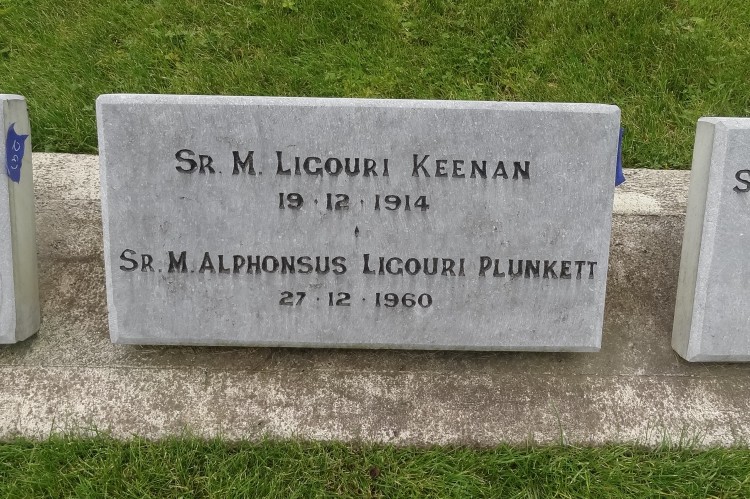 Sr. M. Ligouri Keenan
19 · 12 · 1914
Sr. M. Alphonsus Ligouri Plunkett
27 · 12 · 1960
S